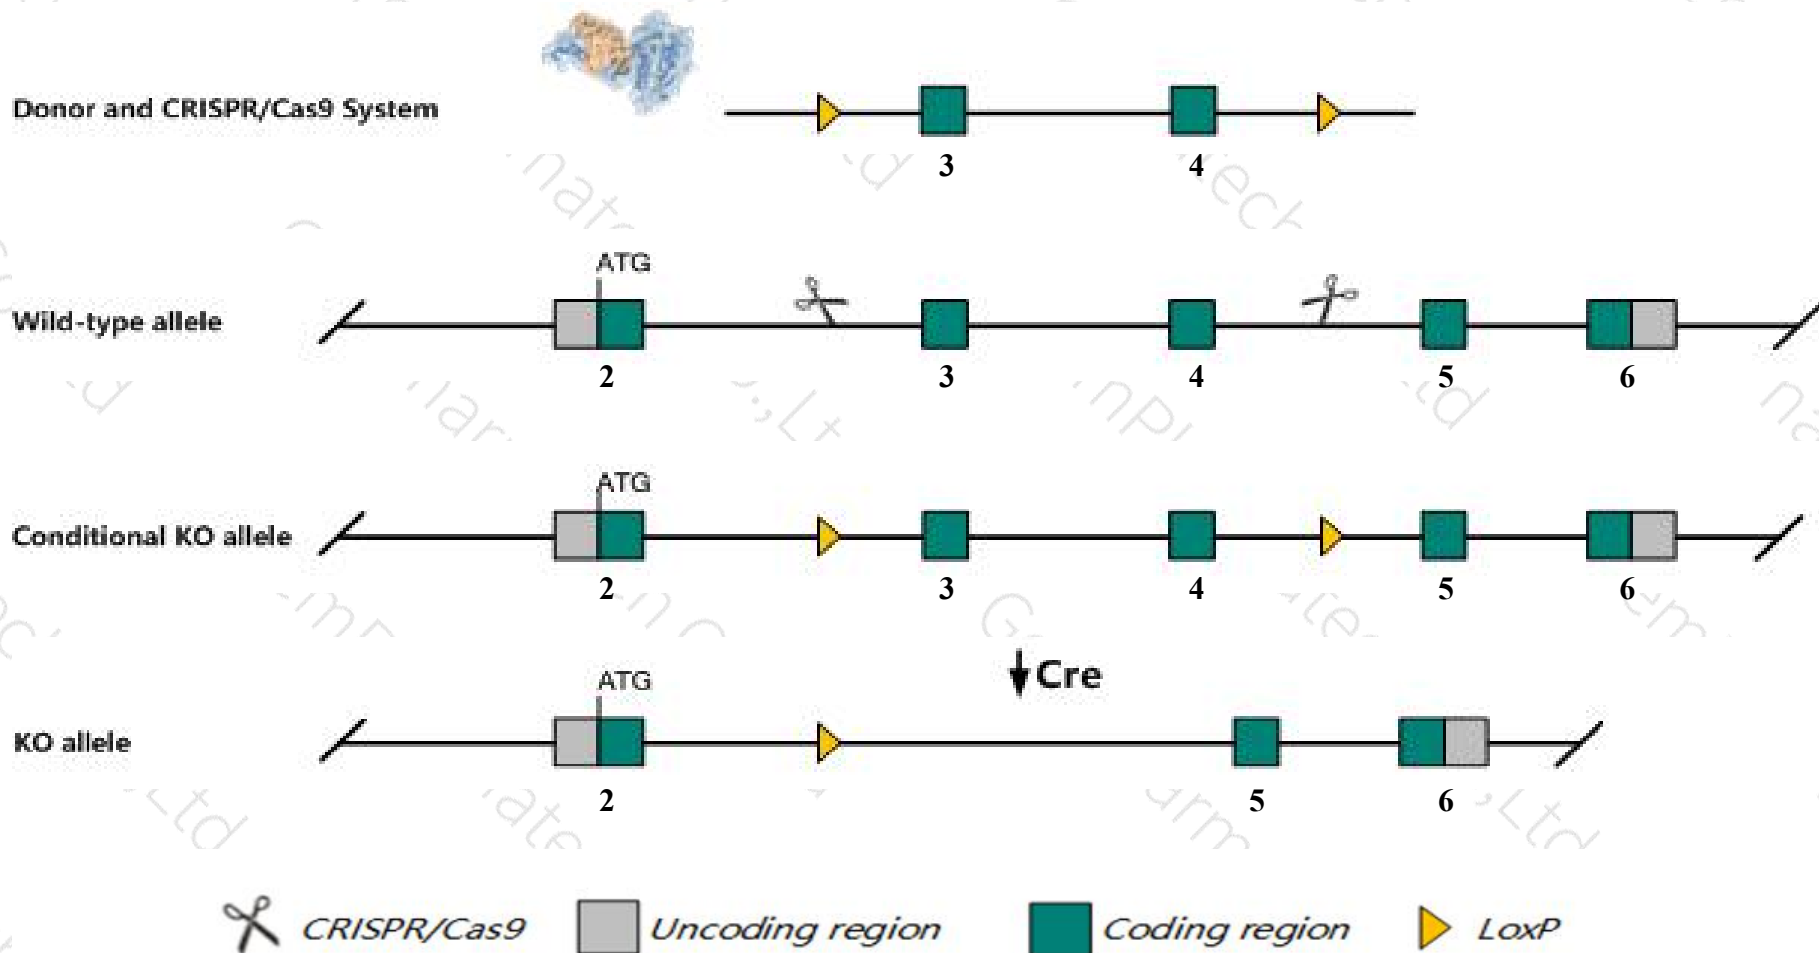 Donor and CRISPR/Cas9 System
3 4
ATG
Wild-type allele
2 3 4 5 6
ATG
Conditional KO allele
2 3 4 5 6
Cre
ATG
KO allele
2 5 6
CRISPR/Cas9 Uncoding region Coding region LoxP